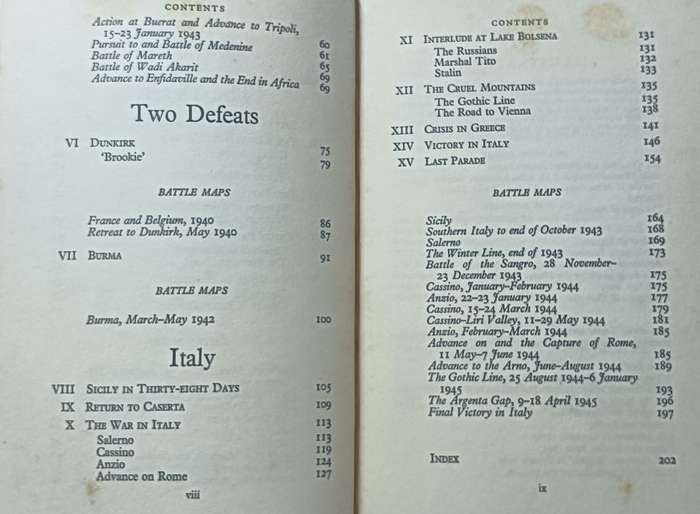 CONTENTS
Action at Buerat and Advance to Tripoli,
15–23 January 1943 60
Pursuit to and Battle of Medenine 61
Battle of Mareth 65
Battle of Wadi Akarit 69
Advance to Enfidaville and the End in Africa 69
Two Defeats
VI DUNKIRK 75
'Brookie' 79
BATTLE MAPS
France and Belgium, 1940 86
Retreat to Dunkirk, May 1940 87
VII BURMA 91
BATTLE MAPS
Burma, March–May 1942 100
Italy
VIII SICILY IN THIRTY-EIGHT DAYS 105
IX RETURN TO CASERTA 109
X THE WAR IN ITALY 113
Salerno 113
Cassino 119
Anzio 124
Advance on Rome 127
viii
CONTENTS
XI INTERLUDE AT LAKE BOLSENA 131
The Russians 131
Marshal Tito 132
Stalin 133
XII THE CRUEL MOUNTAINS 135
The Gothic Line 135
The Road to Vienna 138
XIII CRISIS IN GREECE 141
XIV VICTORY IN ITALY 146
XV LAST PARADE 154
BATTLE MAPS
Sicily 164
Southern Italy to end of October 1943 168
Salerno 169
The Winter Line, end of 1943 173
Battle of the Sangro, 28 November–
23 December 1943 175
Cassino, January–February 1944 175
Anzio, 22–23 January 1944 177
Cassino, 15–24 March 1944 179
Cassino-Liri Valley, 11–29 May 1944 181
Anzio, February–March 1944 185
Advance on and the Capture of Rome,
11 May–7 June 1944 185
Advance to the Arno, June–August 1944 189
The Gothic Line, 25 August 1944–6 January
1945 193
The Argenta Gap, 9–18 April 1945 196
Final Victory in Italy 197
INDEX 202
ix